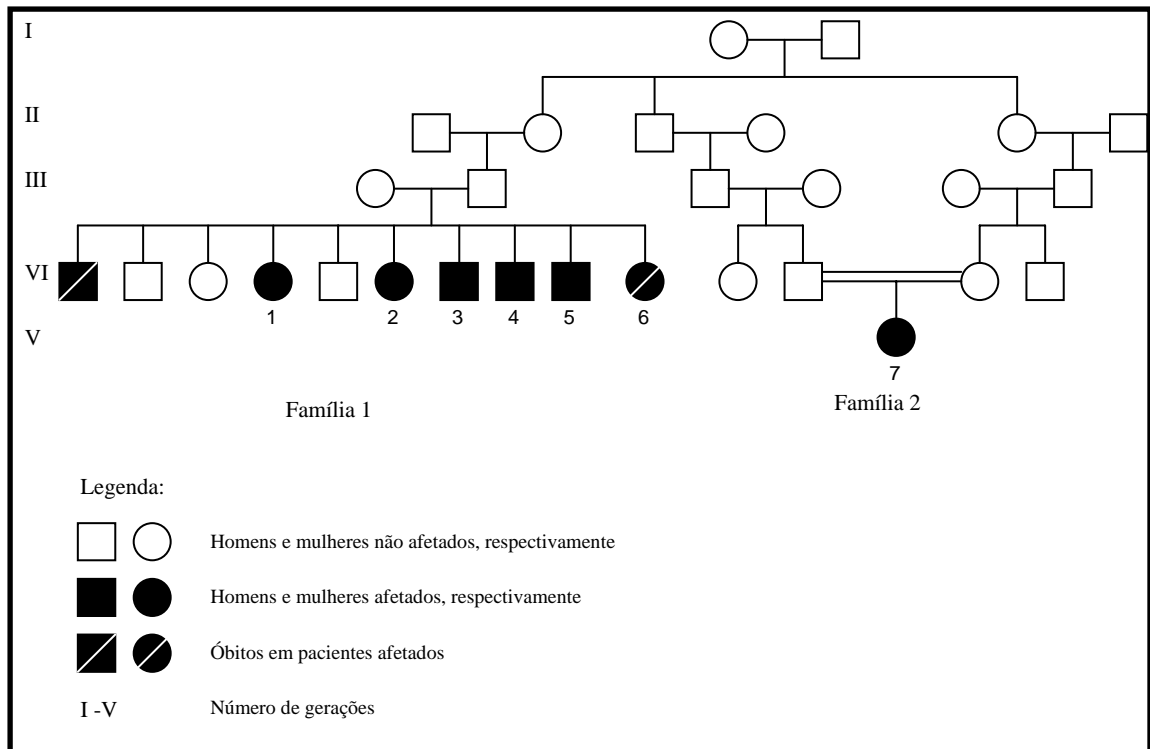 I
II
III
VI
1
2
3
4
5
6
V
7
Família 1
Família 2
Legenda:
Homens e mulheres não afetados, respectivamente
Homens e mulheres afetados, respectivamente
Óbitos em pacientes afetados
I -V Número de gerações